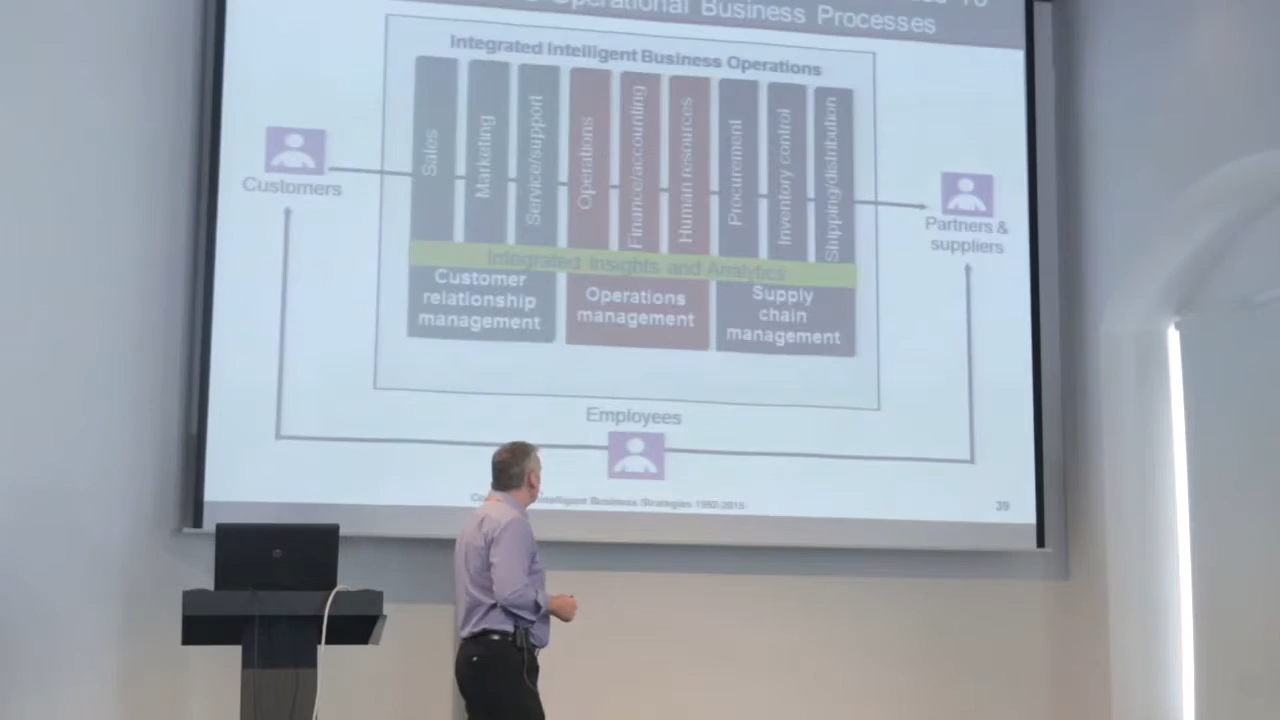 Operational Business Processes
Integrated Intelligent Business Operations
Sales
Marketing
Service/support
Operations
Finance/accounting
Human resources
Procurement
Inventory control
Shipping/distribution
Customers
Partners &
suppliers
Integrated Insights and Analytics
Customer
relationship
management
Operations
management
Supply
chain
management
Employees
Intelligent Business Strategies 1992-2015
39